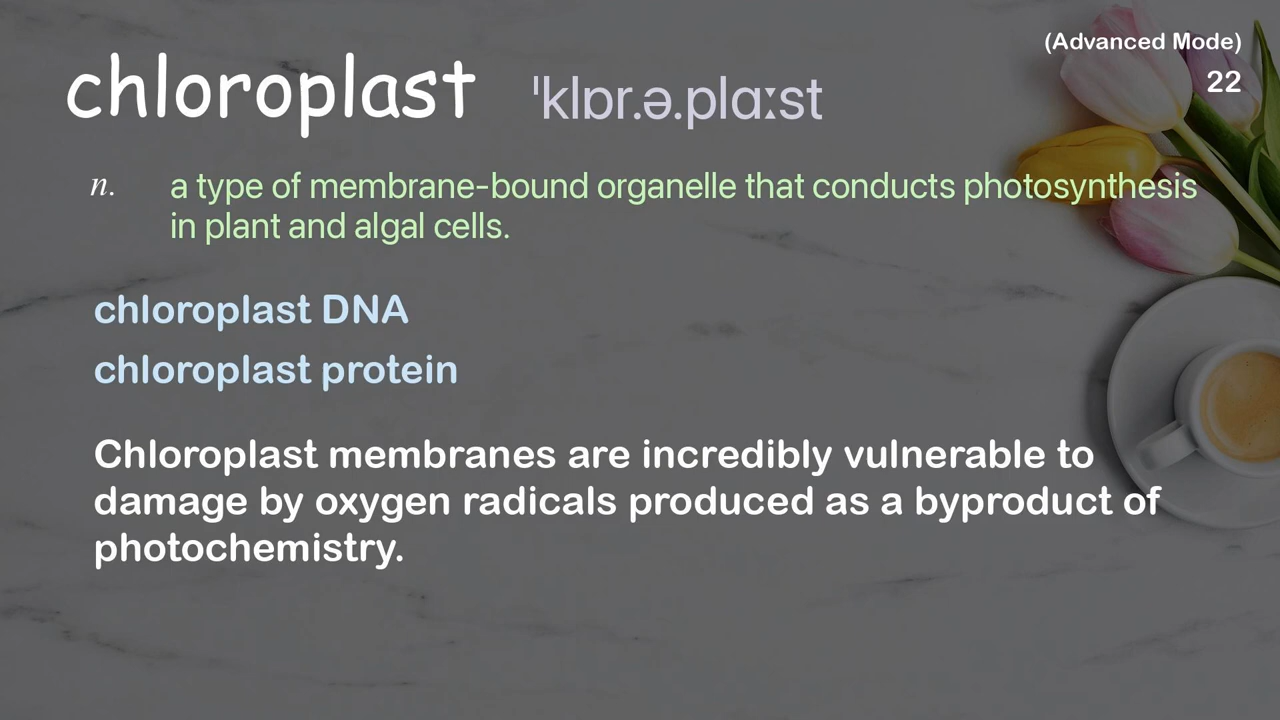 (Advanced Mode)
22
chloroplast ˈklɒr.ə.plɑːst
n. a type of membrane-bound organelle that conducts photosynthesis
in plant and algal cells.
chloroplast DNA
chloroplast protein
Chloroplast membranes are incredibly vulnerable to
damage by oxygen radicals produced as a byproduct of
photochemistry.